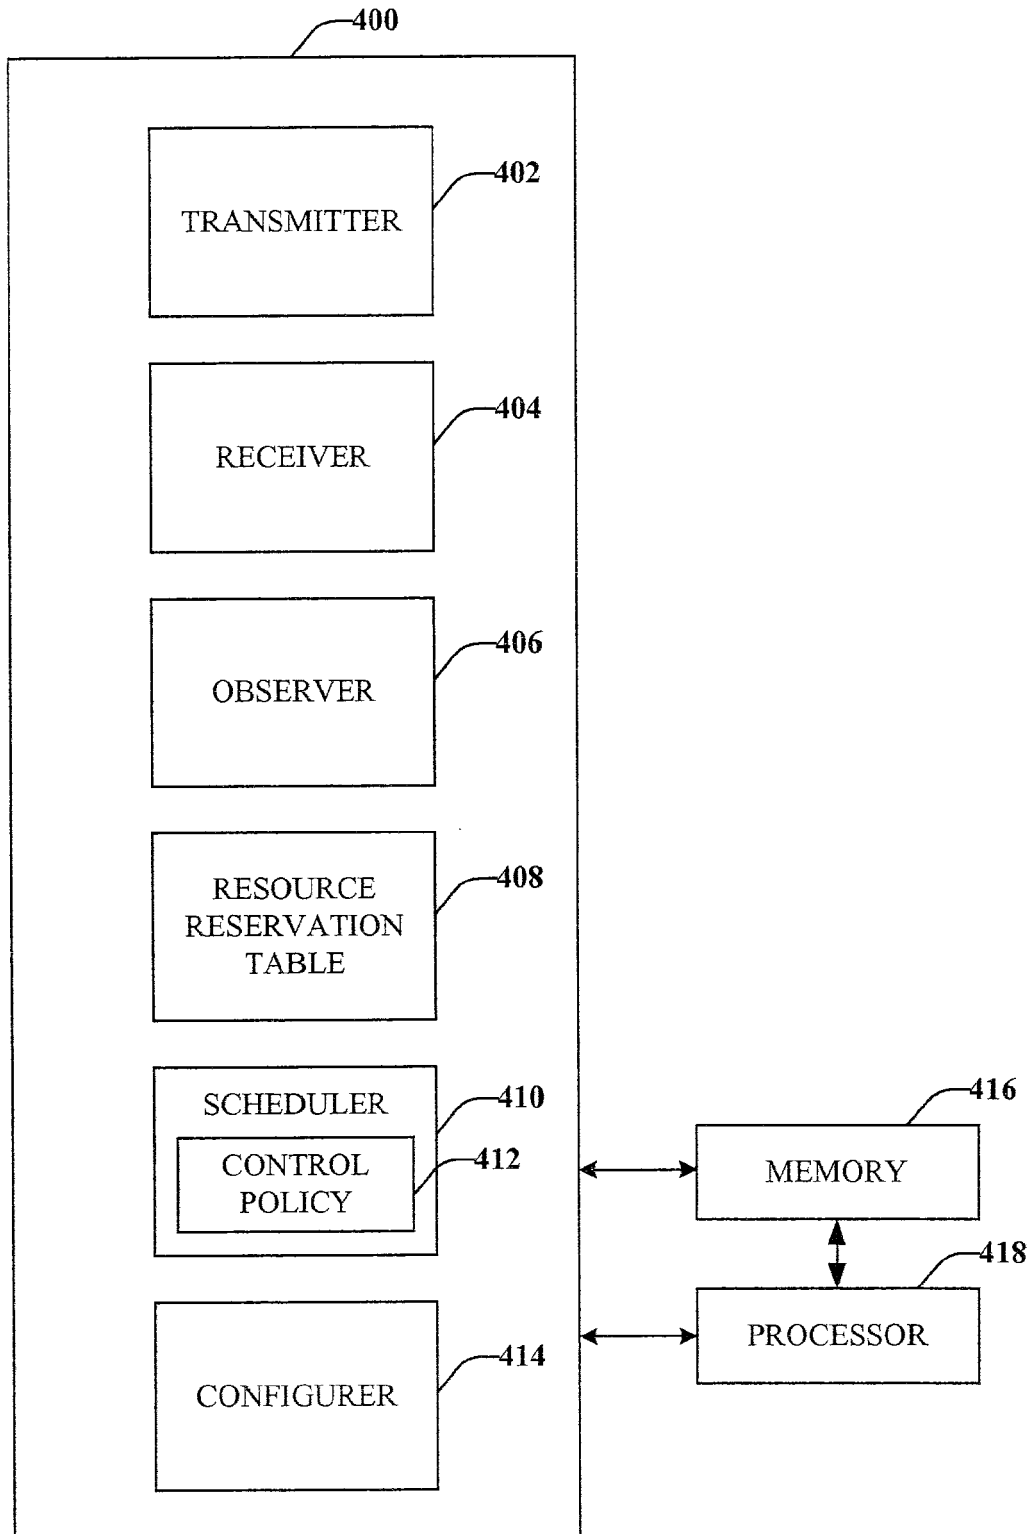 400
402
TRANSMITTER
404
RECEIVER
406
OBSERVER
408
RESOURCE
RESERVATION
TABLE
410
SCHEDULER
412
CONTROL
POLICY
416
MEMORY
418
PROCESSOR
414
CONFIGURER